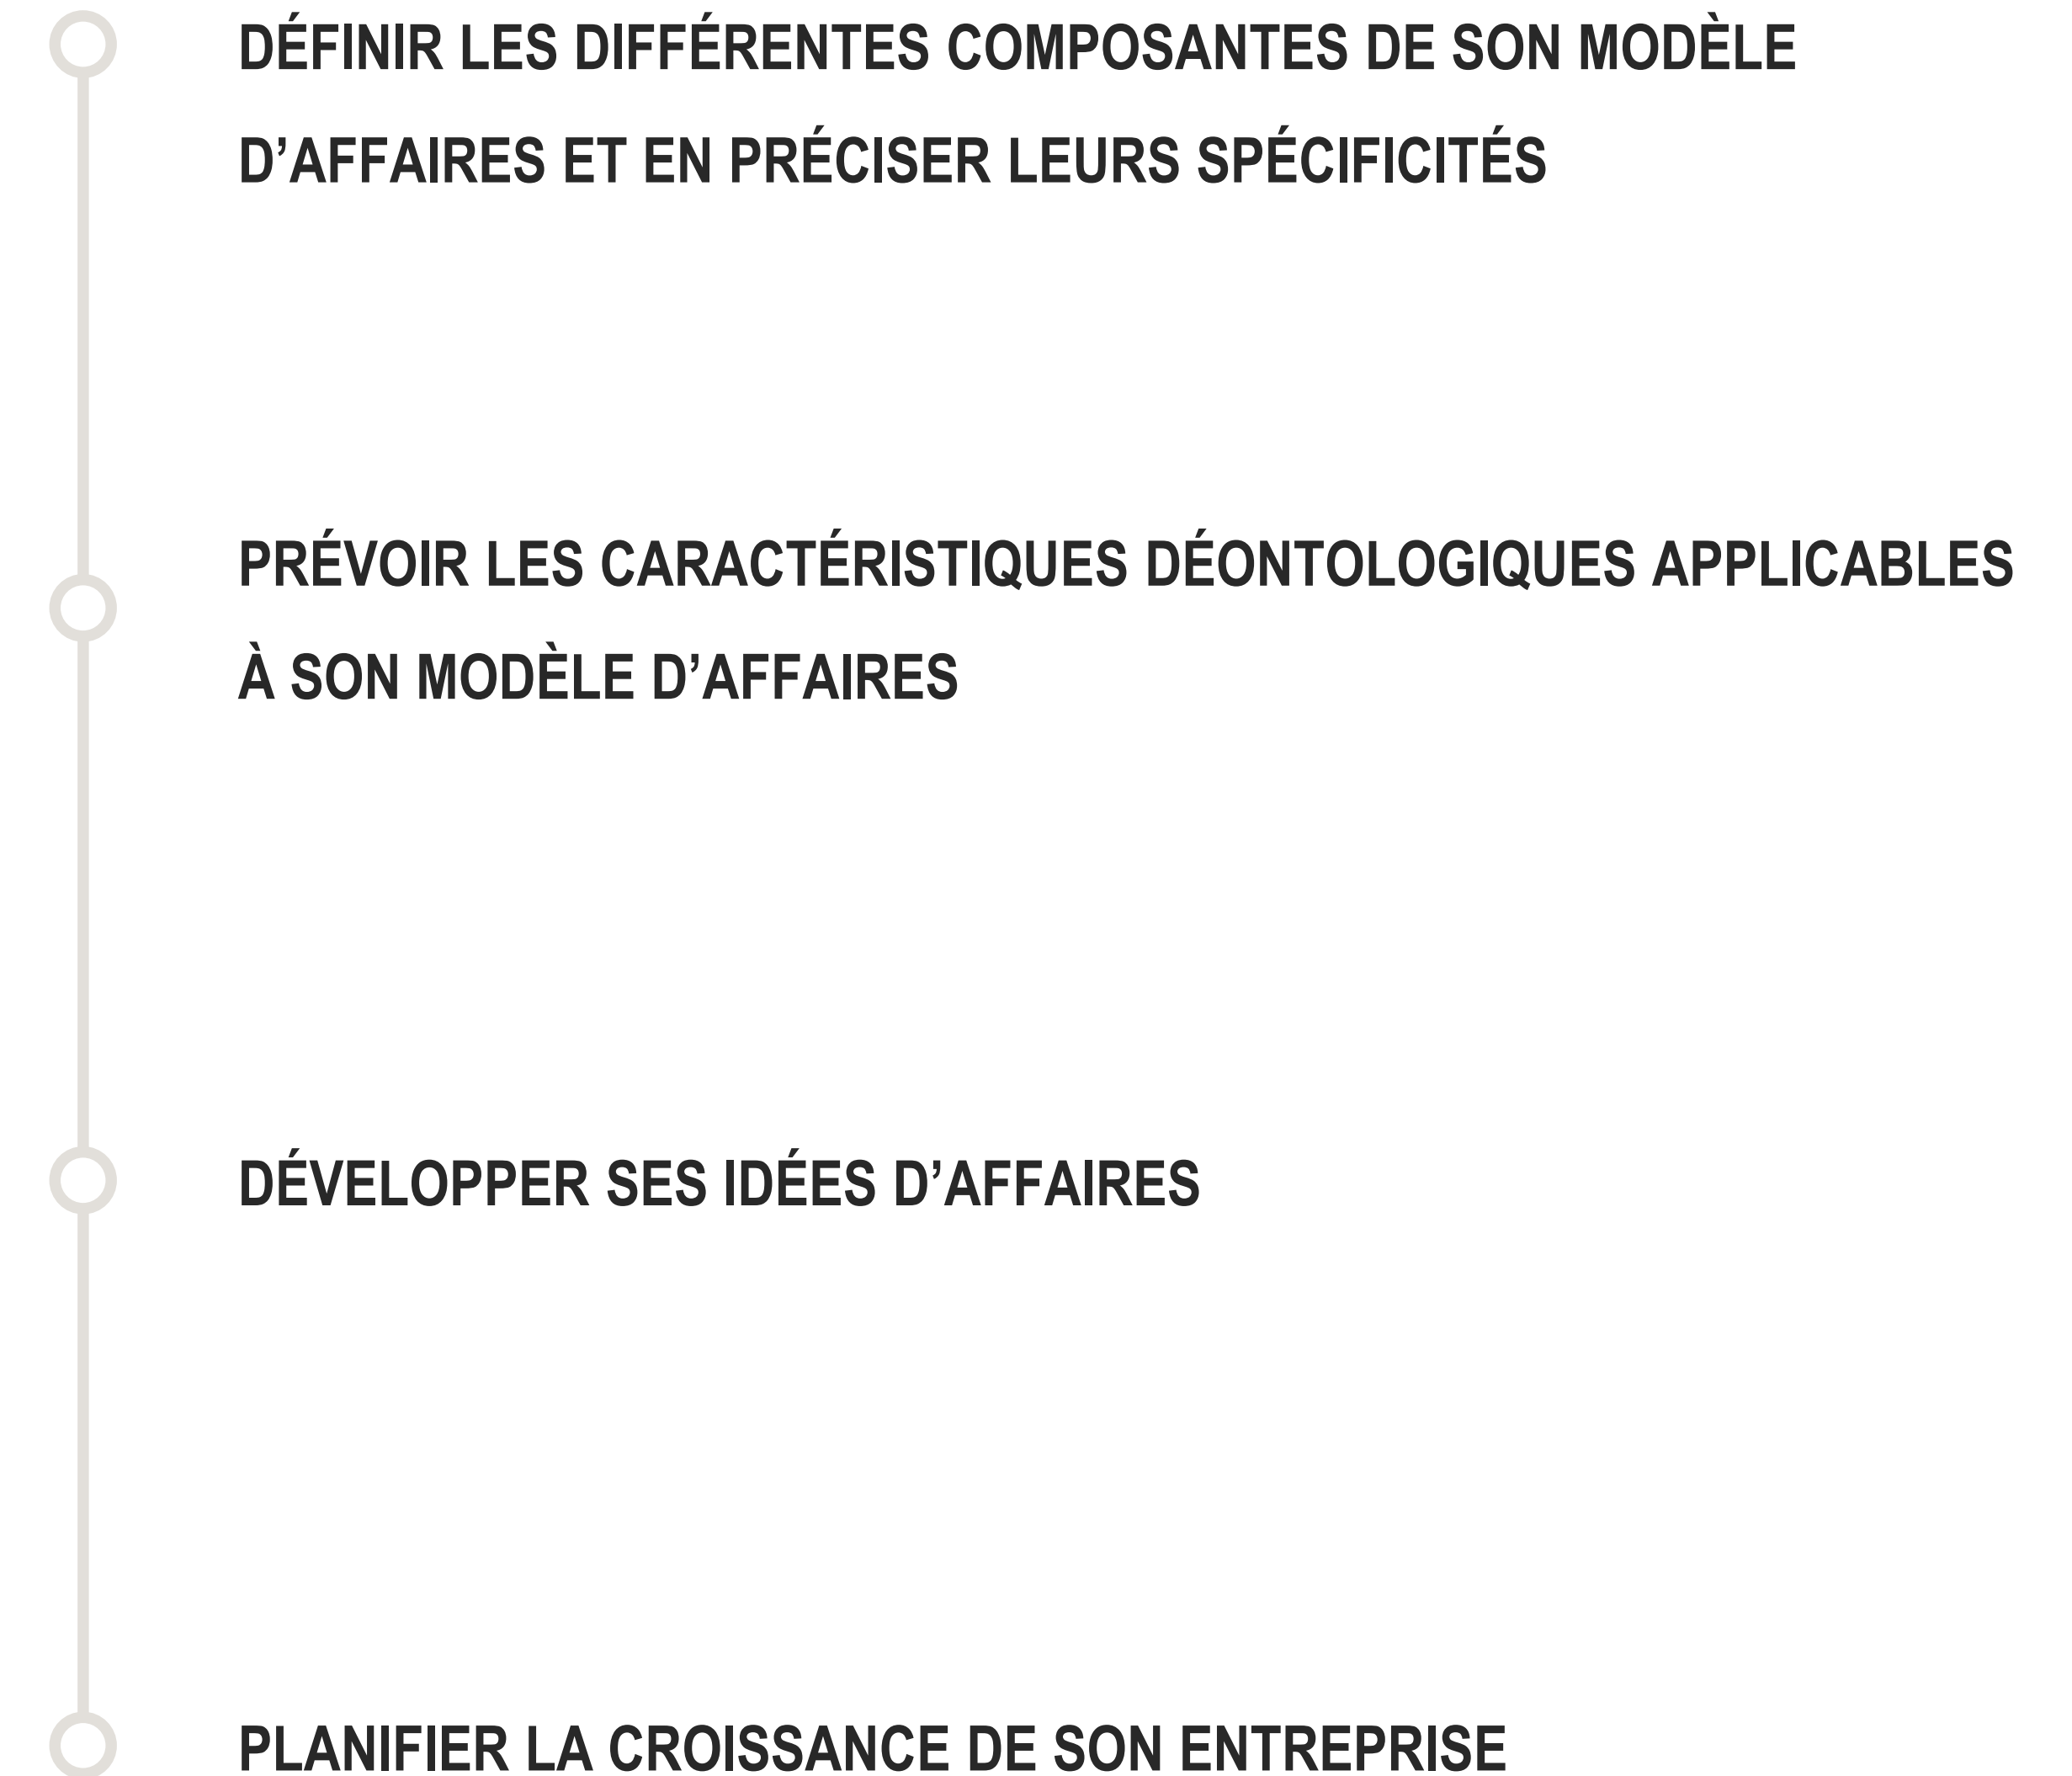 DÉFINIR LES DIFFÉRENTES COMPOSANTES DE SON MODÈLE
D’AFFAIRES ET EN PRÉCISER LEURS SPÉCIFICITÉS
PRÉVOIR LES CARACTÉRISTIQUES DÉONTOLOGIQUES APPLICABLES
À SON MODÈLE D’AFFAIRES
DÉVELOPPER SES IDÉES D’AFFAIRES
PLANIFIER LA CROISSANCE DE SON ENTREPRISE